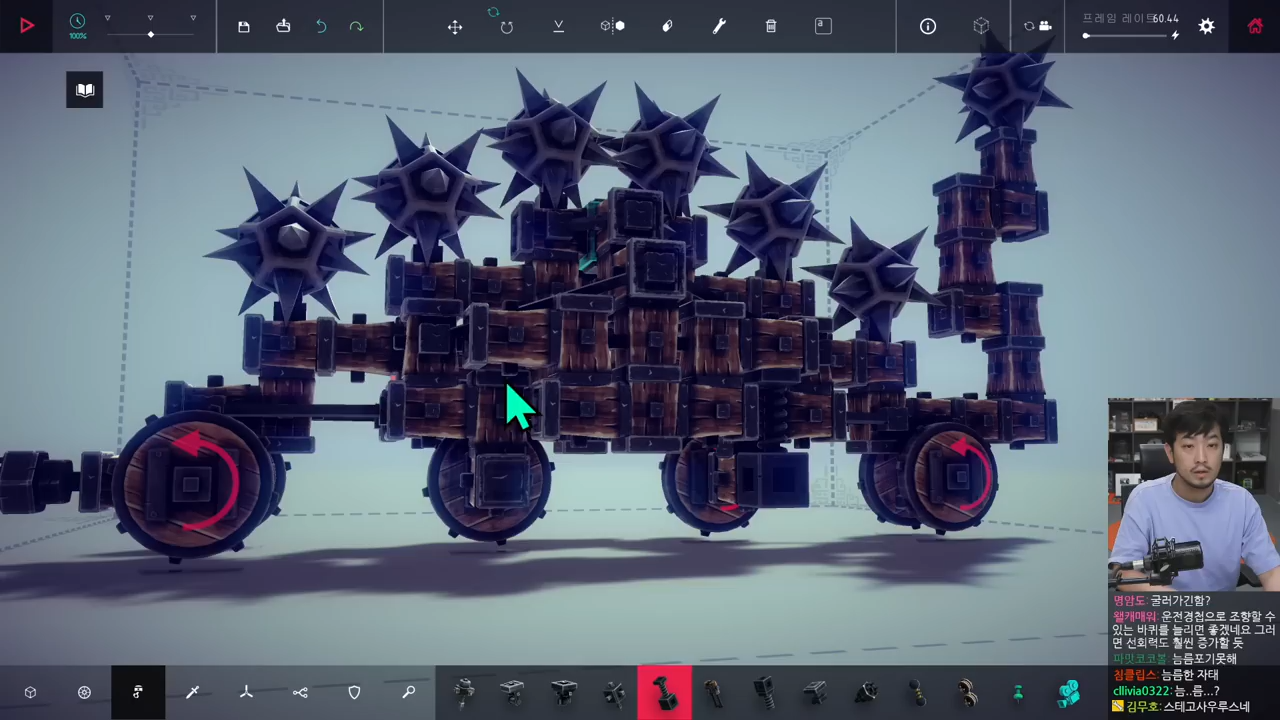 프레임 레이트 60.44
100%
a
명암도: 굴러가긴함?
왤캐매워: 운전경첩으로 조향할 수
있는 바퀴를 늘리면 좋겠네요 그러
면 선회력도 훨씬 증가할 듯
파맛코코볼: 늠름포기못해
침클립스: 늠름한 자태
cllivia0322: 늠..름...?
김무호: 스테고사우루스네